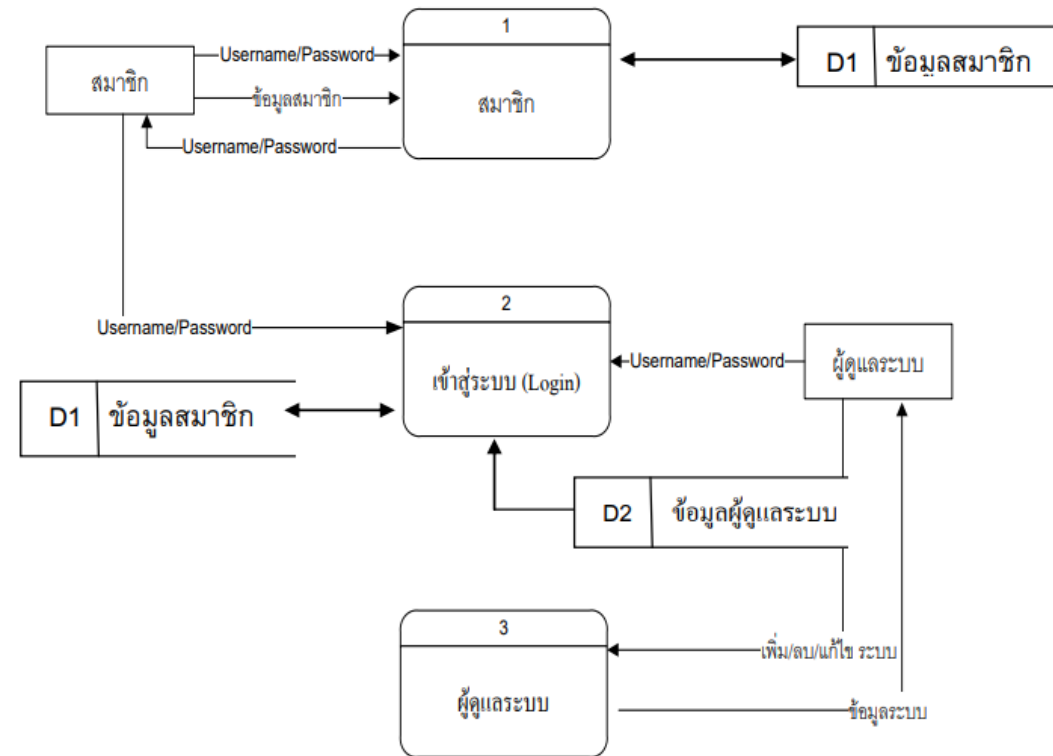 1
Username/Password
สมาชิก
ข้อมูลสมาชิก
สมาชิก
Username/Password
D1 ข้อมูลสมาชิก
2
Username/Password
เข้าสู่ระบบ (Login)
Username/Password
ผู้ดูแลระบบ
D1 ข้อมูลสมาชิก
D2 ข้อมูลผู้ดูแลระบบ
3
เพิ่ม/ลบ/แก้ไข ระบบ
ผู้ดูแลระบบ
ข้อมูลระบบ